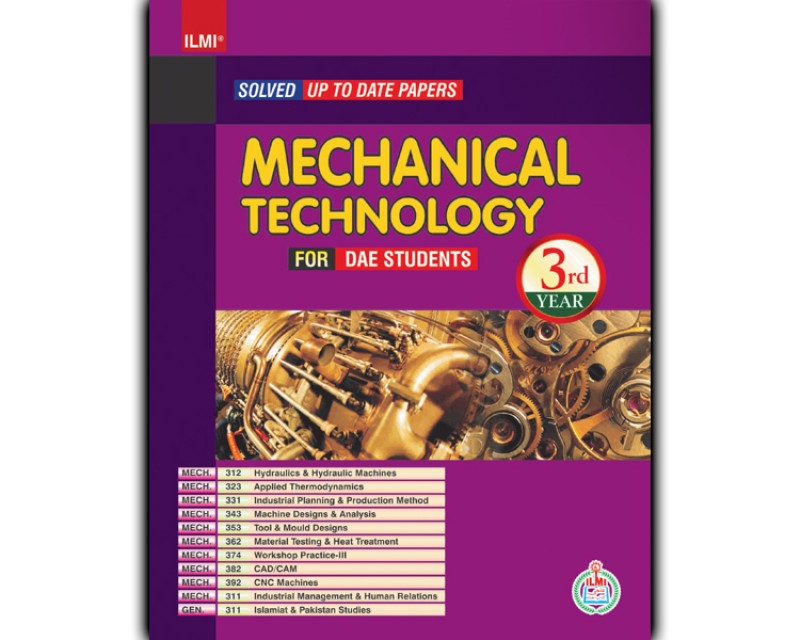 ILMI®
SOLVED UP TO DATE PAPERS
MECHANICAL
TECHNOLOGY
FOR DAE STUDENTS
3rd
YEAR
MECH. 312 Hydraulics & Hydraulic Machines
MECH. 323 Applied Thermodynamics
MECH. 331 Industrial Planning & Production Method
MECH. 343 Machine Designs & Analysis
MECH. 353 Tool & Mould Designs
MECH. 362 Material Testing & Heat Treatment
MECH. 374 Workshop Practice-III
MECH. 382 CAD/CAM
MECH. 392 CNC Machines
MECH. 311 Industrial Management & Human Relations
GEN. 311 Islamiat & Pakistan Studies
ILMI